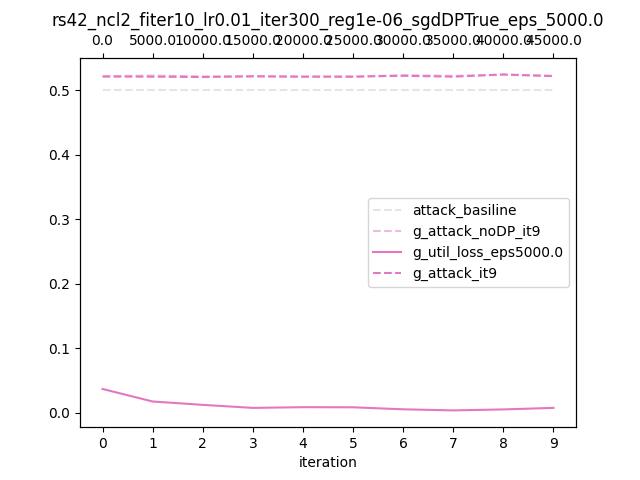 rs42_ncl2_fiter10_lr0.01_iter300_reg1e-06_sgdDPTrue_eps_5000.0
0.0 5000.0 10000.0 15000.0 20000.0 25000.0 30000.0 35000.0 40000.0 45000.0
0.5
0.4
0.3
0.2
0.1
0.0
attack_basiline
g_attack_noDP_it9
g_util_loss_eps5000.0
g_attack_it9
0 1 2 3 4 5 6 7 8 9
iteration